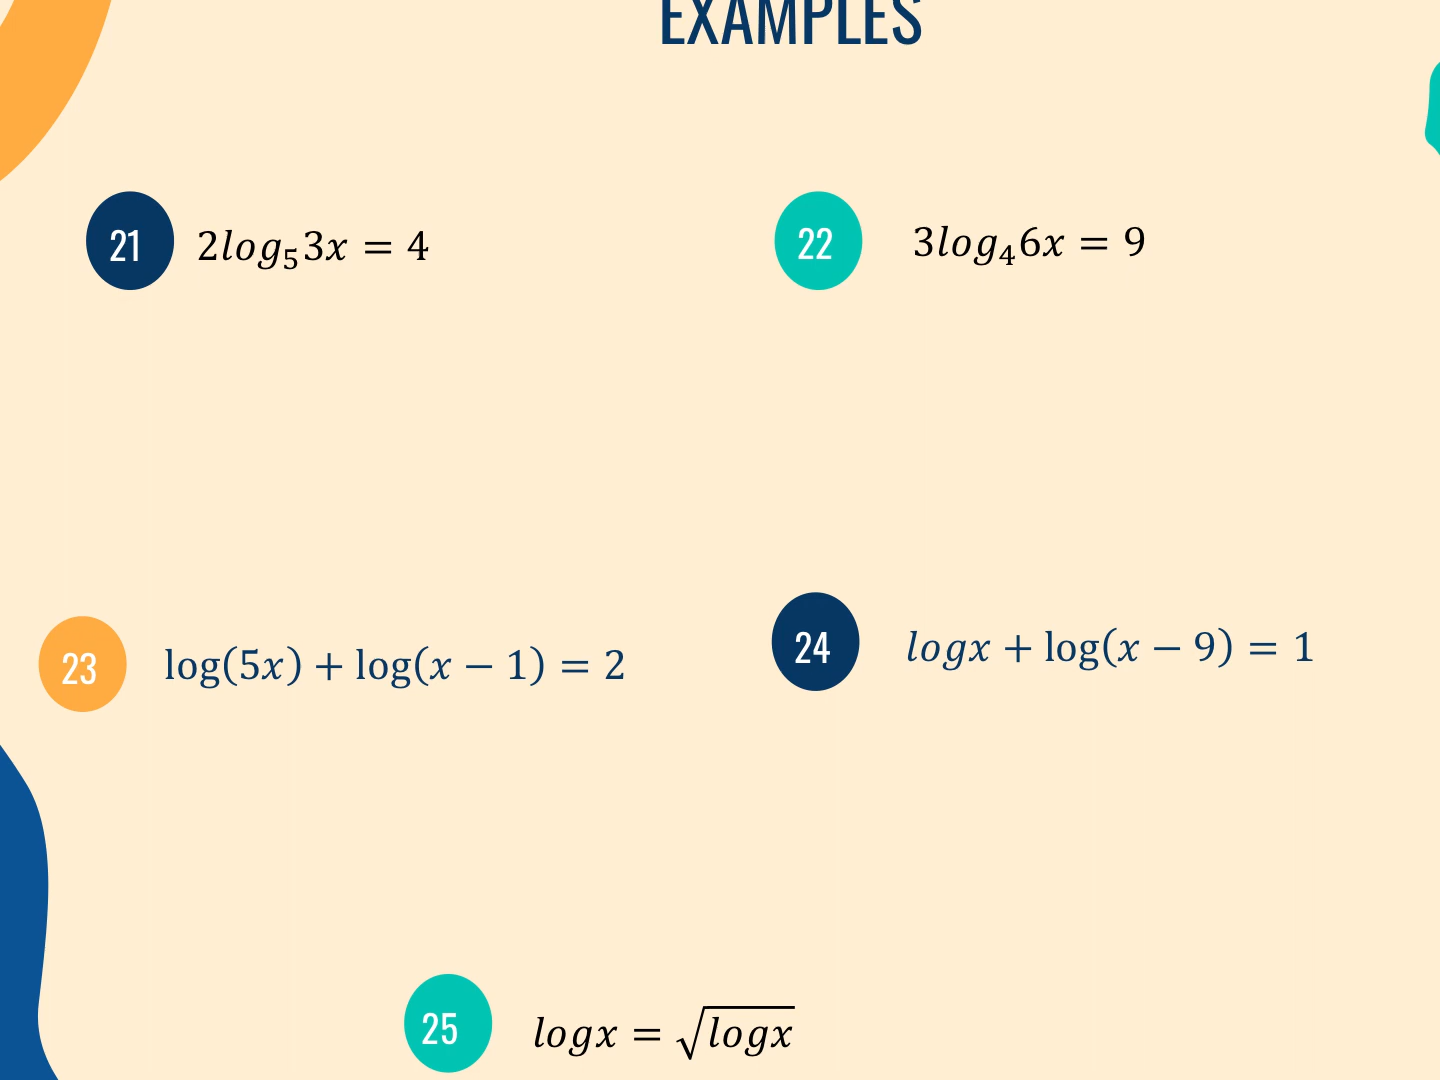 EXAMPLES
21 2log₅3x = 4
22 3log₄6x = 9
23 log(5x) + log(x − 1) = 2
24 logx + log(x − 9) = 1
25 logx = √logx